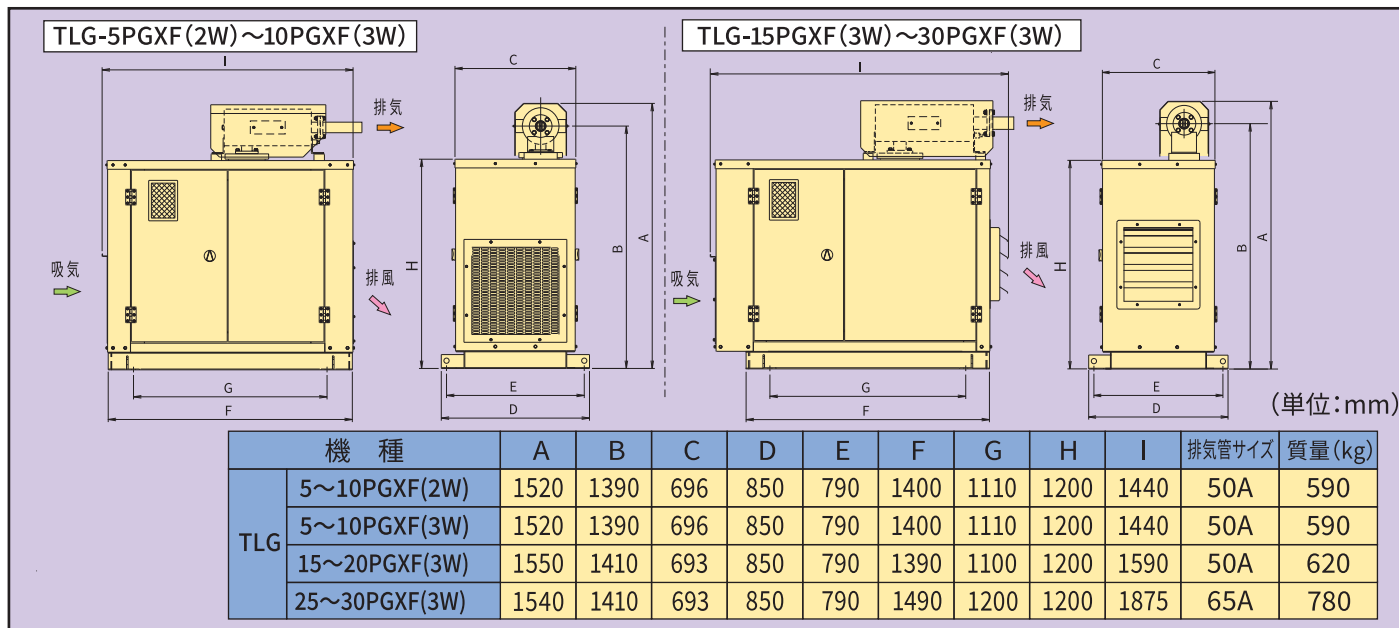 TLG-5PGXF(2W)～10PGXF(3W)
I
排気
吸気
排風
G
F
C
H
B
A
E
D
TLG-15PGXF(3W)～30PGXF(3W)
I
排気
吸気
排風
G
F
C
H
B
A
E
D
(単位:mm)
機 種 A B C D E F G H I 排気管サイズ 質量(kg)
TLG
5～10PGXF(2W) 1520 1390 696 850 790 1400 1110 1200 1440 50A 590
5～10PGXF(3W) 1520 1390 696 850 790 1400 1110 1200 1440 50A 590
15～20PGXF(3W) 1550 1410 693 850 790 1390 1100 1200 1590 50A 620
25～30PGXF(3W) 1540 1410 693 850 790 1490 1200 1200 1875 65A 780